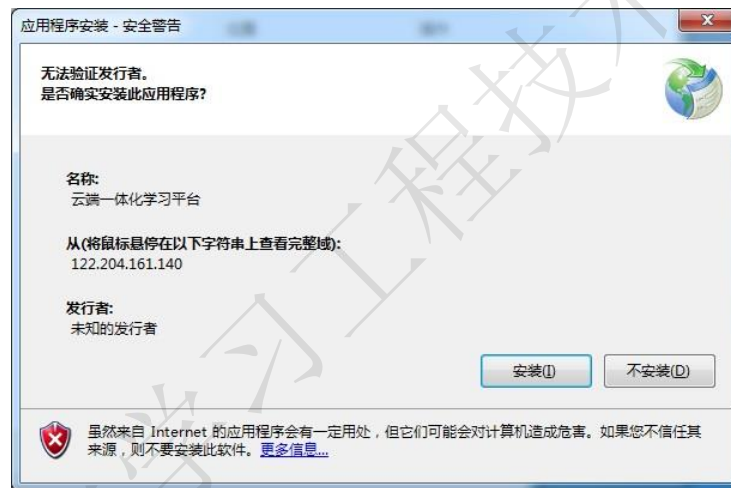 应用程序安装 - 安全警告
无法验证发行者。
是否确实安装此应用程序?
名称:
云端一体化学习平台
从(将鼠标悬停在以下字符串上查看完整域):
122.204.161.140
发行者:
未知的发行者
安装(I)
不安装(D)
虽然来自 Internet 的应用程序会有一定用处，但它们可能会对计算机造成危害。如果您不信任其
来源，则不要安装此软件。更多信息...
学习工程技术